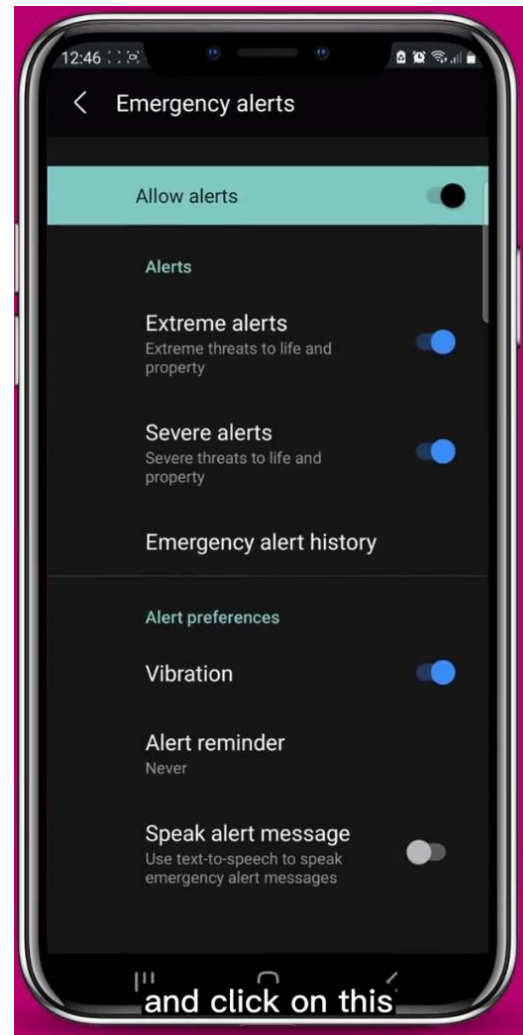 12:46
Emergency alerts
Allow alerts
Alerts
Extreme alerts
Extreme threats to life and
property
Severe alerts
Severe threats to life and
property
Emergency alert history
Alert preferences
Vibration
Alert reminder
Never
Speak alert message
Use text-to-speech to speak
emergency alert messages
and click on this